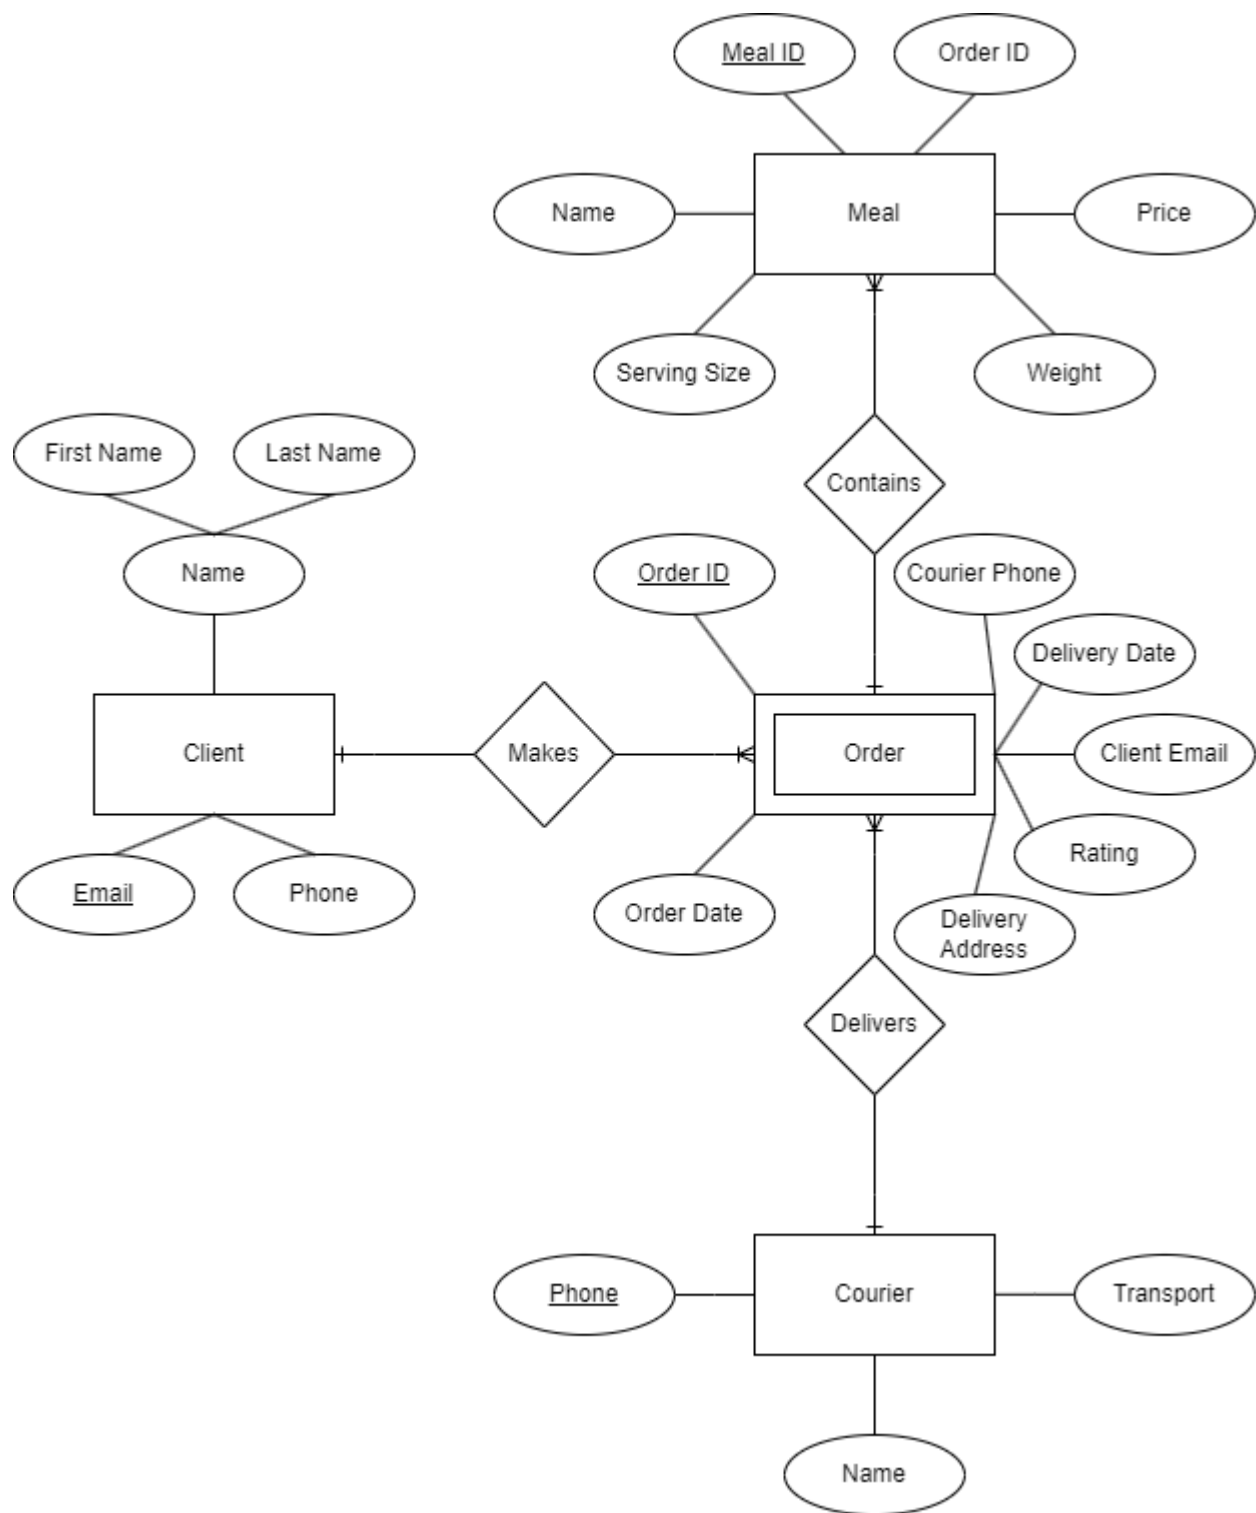 Meal ID
Order ID
Name
Meal
Price
Serving Size
Weight
First Name
Last Name
Contains
Name
Order ID
Courier Phone
Delivery Date
Client
Makes
Order
Client Email
Rating
Email
Phone
Order Date
Delivery
Address
Delivers
Phone
Courier
Transport
Name